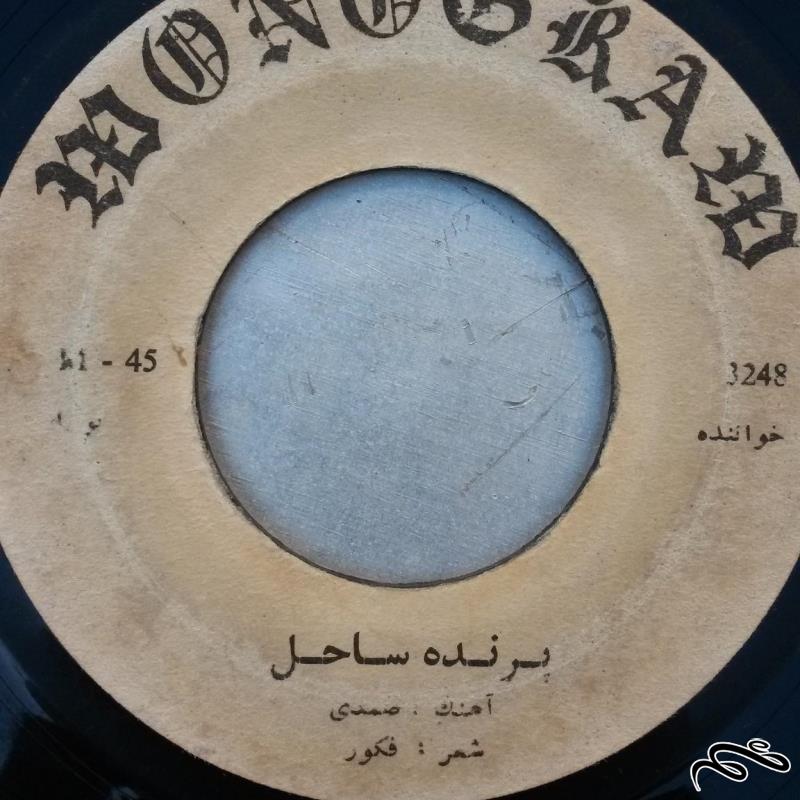 MONOGRAM
45 -
3248
خواننده
پرنده ساحل
آهنگ : صمدی
شعر : فکور